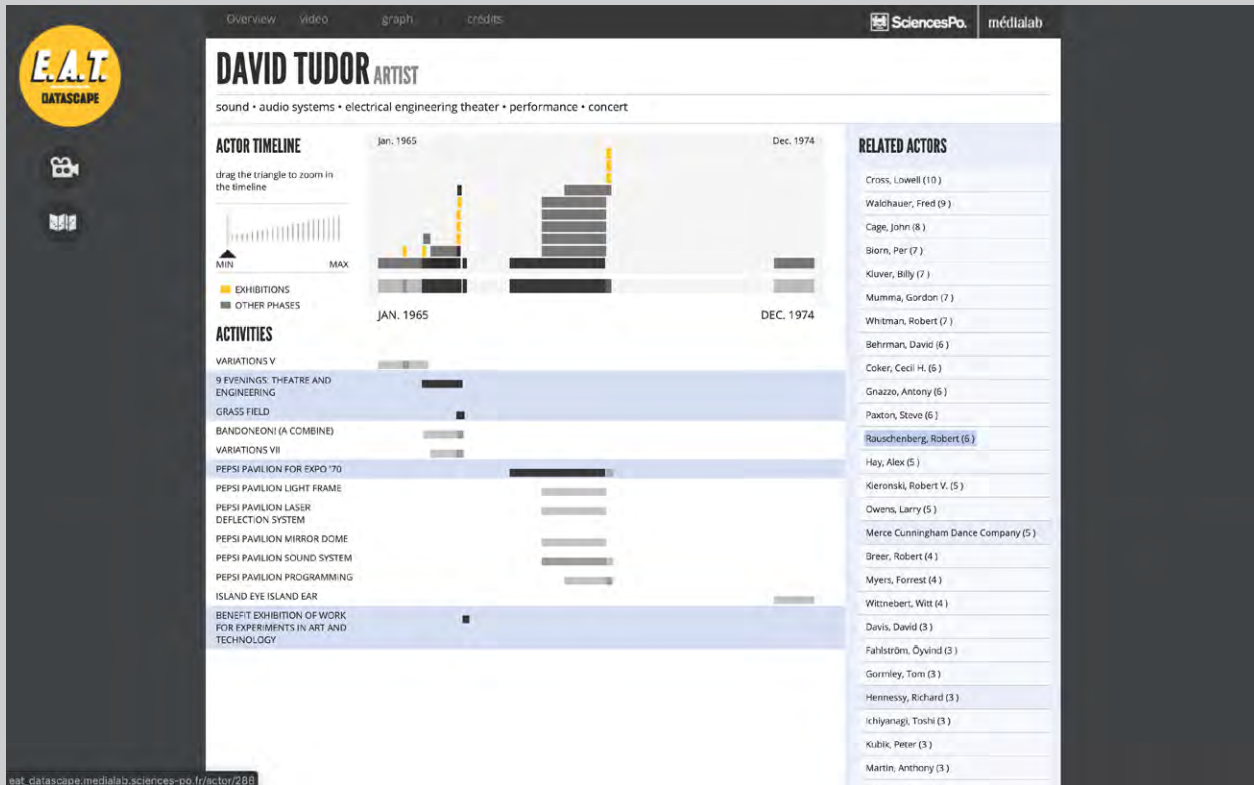 Overview video graph crédits
SciencesPo. médialab
E.A.T.
DATASCAPE
DAVID TUDOR ARTIST
sound • audio systems • electrical engineering theater • performance • concert
ACTOR TIMELINE
drag the triangle to zoom in
the timeline
MIN MAX
EXHIBITIONS
OTHER PHASES
Jan. 1965 Dec. 1974
JAN. 1965 DEC. 1974
ACTIVITIES
VARIATIONS V
9 EVENINGS: THEATRE AND
ENGINEERING
GRASS FIELD
BANDONEON! (A COMBINE)
VARIATIONS VII
PEPSI PAVILION FOR EXPO '70
PEPSI PAVILION LIGHT FRAME
PEPSI PAVILION LASER
DEFLECTION SYSTEM
PEPSI PAVILION MIRROR DOME
PEPSI PAVILION SOUND SYSTEM
PEPSI PAVILION PROGRAMMING
ISLAND EYE ISLAND EAR
BENEFIT EXHIBITION OF WORK
FOR EXPERIMENTS IN ART AND
TECHNOLOGY
RELATED ACTORS
Cross, Lowell (10 )
Waldhauer, Fred (9 )
Cage, John (8 )
Biorn, Per (7 )
Kluver, Billy (7 )
Mumma, Gordon (7 )
Whitman, Robert (7 )
Behrman, David (6 )
Coker, Cecil H. (6 )
Gnazzo, Antony (6 )
Paxton, Steve (6 )
Rauschenberg, Robert (6 )
Hay, Alex (5 )
Kieronski, Robert V. (5 )
Owens, Larry (5 )
Merce Cunningham Dance Company (5 )
Breer, Robert (4 )
Myers, Forrest (4 )
Wittnebert, Witt (4 )
Davis, David (3 )
Fahlström, Öyvind (3 )
Gormley, Tom (3 )
Hennessy, Richard (3 )
Ichiyanagi, Toshi (3 )
Kubik, Peter (3 )
Martin, Anthony (3 )
eat_datascape.medialab.sciences-po.fr/actor/288